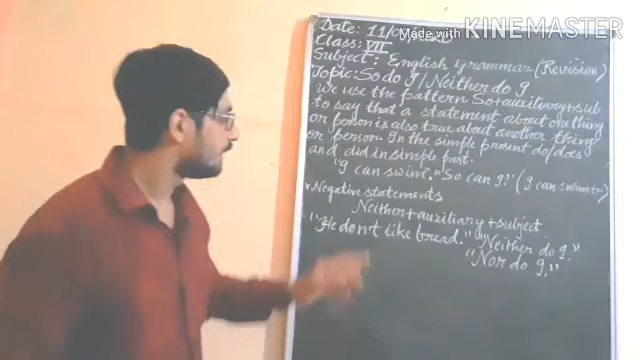 Made with KINEMASTER
Date: 11/0
Class: VII
Subject: English grammar (Revision)
Topic: So do I / Neither do I
we use the pattern So+auxiliary+sub
to say that a statement about one thing
or person is also true about another thing
or person. In the simple present do/does
and did in simple past.
"I can swim". "So can I!" (I can swim too)
* Negative statements
Neither + auxiliary + subject
"He don't like bread." "Neither do I."
"Nor do I."